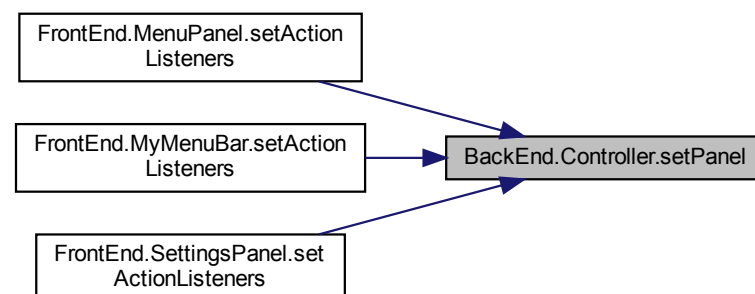 FrontEnd.MenuPanel.setAction
Listeners
FrontEnd.MyMenuBar.setAction
Listeners
BackEnd.Controller.setPanel
FrontEnd.SettingsPanel.set
ActionListeners